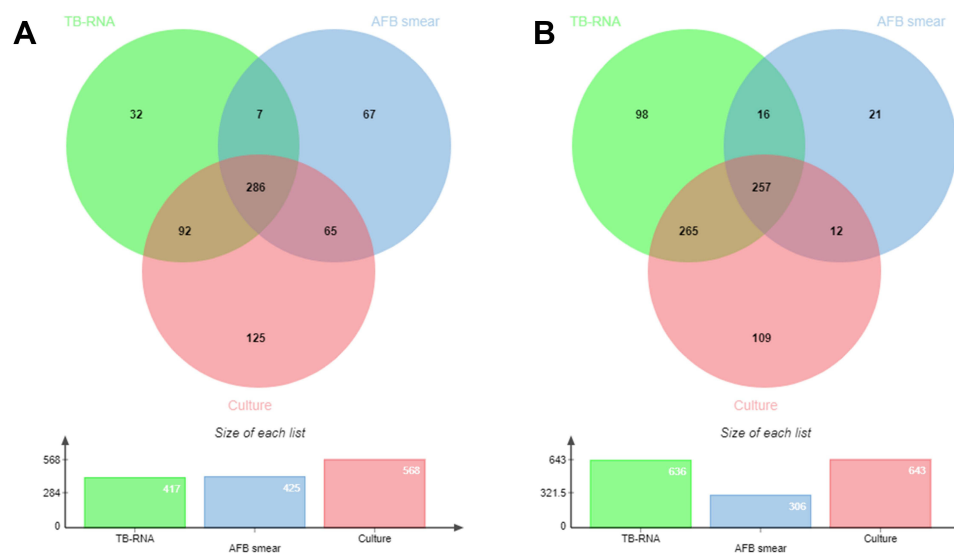 A
TB-RNA
AFB smear
32
7
67
286
92
65
125
Culture
Size of each list
568
284
0
417
425
568
TB-RNA
AFB smear
Culture
B
TB-RNA
AFB smear
98
16
21
257
265
12
109
Culture
Size of each list
643
321.5
0
636
306
643
TB-RNA
AFB smear
Culture